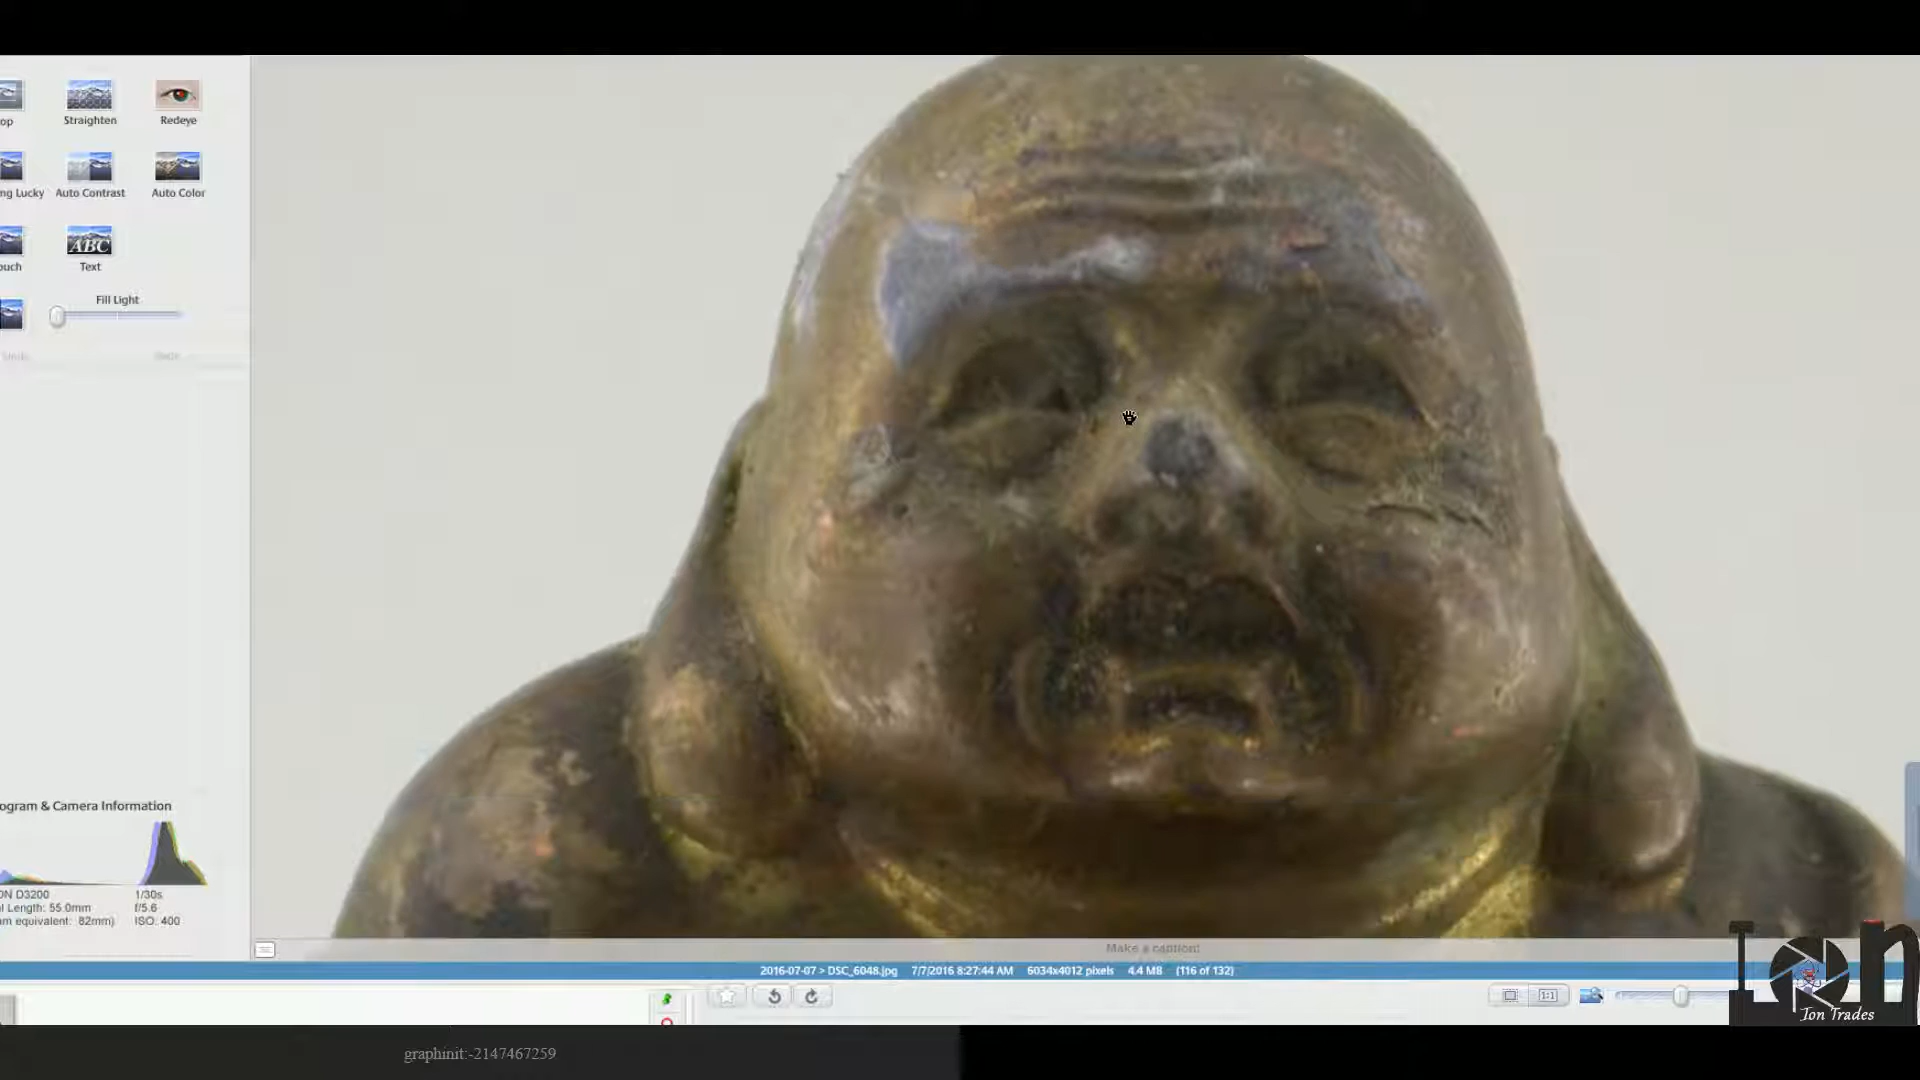 op
Straighten
Redeye
ng Lucky
Auto Contrast
Auto Color
ABC
ouch
Text
Fill Light
ogram & Camera Information
ON D3200
1/30s
l Length: 55.0mm
f/5.6
m equivalent: 82mm)
ISO: 400
Make a caption!
2016-07-07 > DSC_6048.jpg 7/7/2016 8:27:44 AM 6034x4012 pixels 4.4 MB (116 of 132)
1:1
Ion
Ion Trades
graphinit:-2147467259